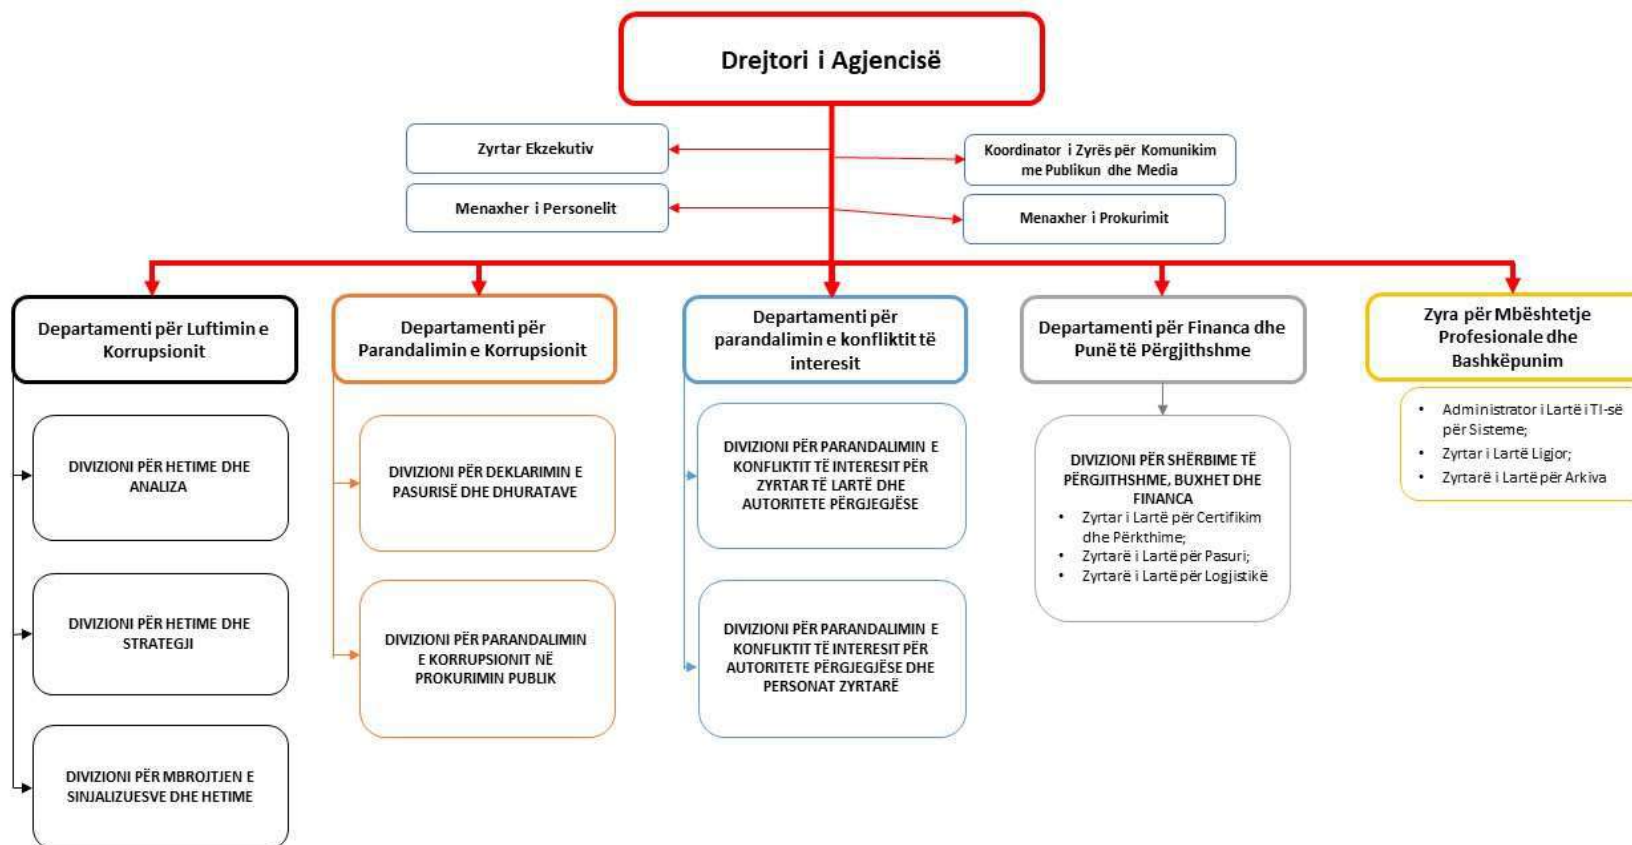 Drejtori i Agjencisë
Zyrtar Ekzekutiv
Koordinator i Zyrës për Komunikim
me Publikun dhe Media
Menaxher i Personelit
Menaxher i Prokurimit
Departamenti për Luftimin e
Korrupsionit
Departamenti për
Parandalimin e Korrupsionit
Departamenti për
parandalimin e konfliktit të
interesit
Departamenti për Financa dhe
Punë të Përgjithshme
Zyra për Mbështetje
Profesionale dhe
Bashkëpunim
DIVIZIONI PËR HETIME DHE
ANALIZA
DIVIZIONI PËR HETIME DHE
STRATEGJI
DIVIZIONI PËR MBROJTJEN E
SINJALIZUESVE DHE HETIME
DIVIZIONI PËR DEKLARIMIN E
PASURISË DHE DHURATAVE
DIVIZIONI PËR PARANDALIMIN
E KORRUPSIONIT NË
PROKURIMIN PUBLIK
DIVIZIONI PËR PARANDALIMIN E
KONFLIKTIT TË INTERESIT PËR
ZYRTAR TË LARTË DHE
AUTORITETE PËRGJEGJËSE
DIVIZIONI PËR PARANDALIMIN E
KONFLIKTIT TË INTERESIT PËR
AUTORITETE PËRGJEGJËSE DHE
PERSONAT ZYRTARË
DIVIZIONI PËR SHËRBIME TË
PËRGJITHSHME, BUXHET DHE
FINANCA
• Zyrtar i Lartë për Certifikim
dhe Përkthime;
• Zyrtarë i Lartë për Pasuri;
• Zyrtarë i Lartë për Logjistikë
• Administrator i Lartë i TI-së
për Sisteme;
• Zyrtar i Lartë Ligjor;
• Zyrtarë i Lartë për Arkiva